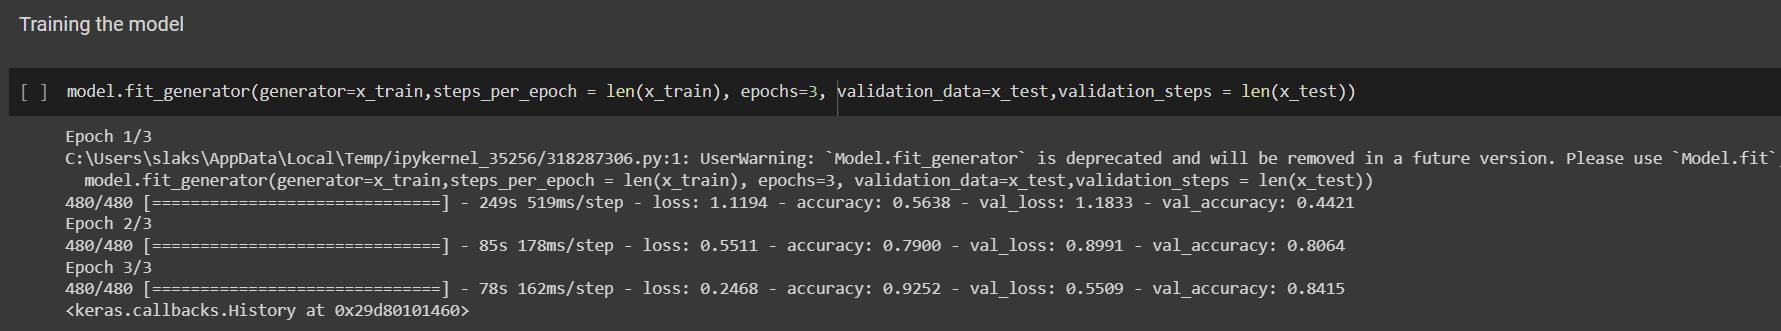 Training the model
[ ] model.fit_generator(generator=x_train,steps_per_epoch = len(x_train), epochs=3, validation_data=x_test,validation_steps = len(x_test))
Epoch 1/3
C:\Users\slaks\AppData\Local\Temp/ipykernel_35256/318287306.py:1: UserWarning: `Model.fit_generator` is deprecated and will be removed in a future version. Please use `Model.fit`,
  model.fit_generator(generator=x_train,steps_per_epoch = len(x_train), epochs=3, validation_data=x_test,validation_steps = len(x_test))
480/480 [==============================] - 249s 519ms/step - loss: 1.1194 - accuracy: 0.5638 - val_loss: 1.1833 - val_accuracy: 0.4421
Epoch 2/3
480/480 [==============================] - 85s 178ms/step - loss: 0.5511 - accuracy: 0.7900 - val_loss: 0.8991 - val_accuracy: 0.8064
Epoch 3/3
480/480 [==============================] - 78s 162ms/step - loss: 0.2468 - accuracy: 0.9252 - val_loss: 0.5509 - val_accuracy: 0.8415
<keras.callbacks.History at 0x29d80101460>